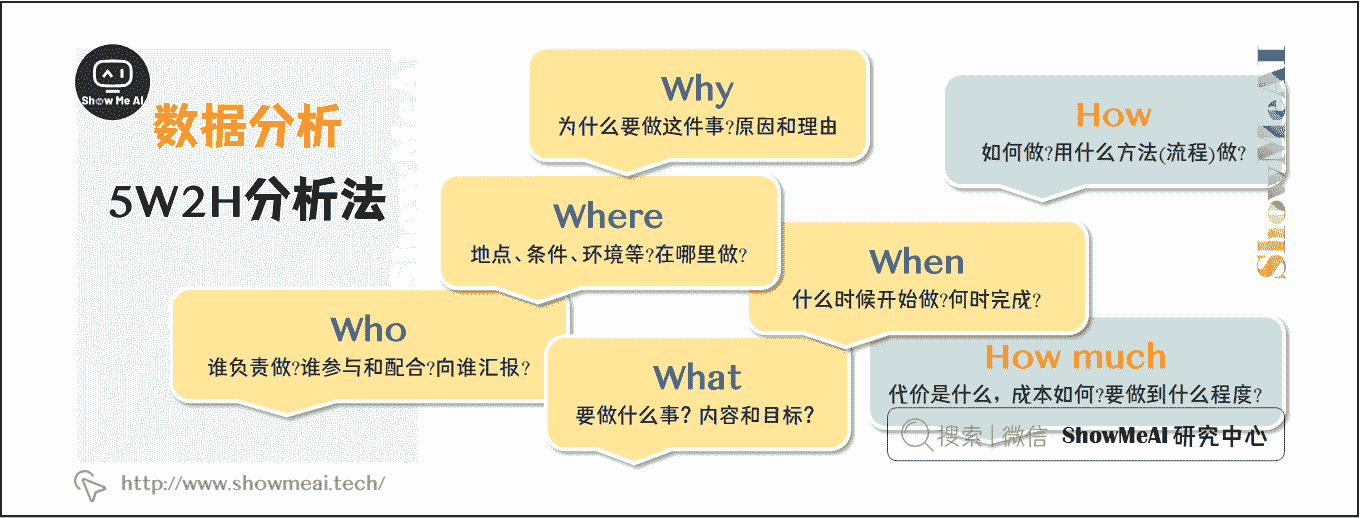 Show Me AI
数据分析
5W2H分析法
Why
为什么要做这件事?原因和理由
How
如何做?用什么方法(流程)做?
Where
地点、条件、环境等?在哪里做?
When
什么时候开始做?何时完成?
Who
谁负责做?谁参与和配合?向谁汇报?
What
要做什么事? 内容和目标?
How much
代价是什么，成本如何?要做到什么程度?
搜索 | 微信 ShowMeAI 研究中心
ShowMeAI
http://www.showmeai.tech/